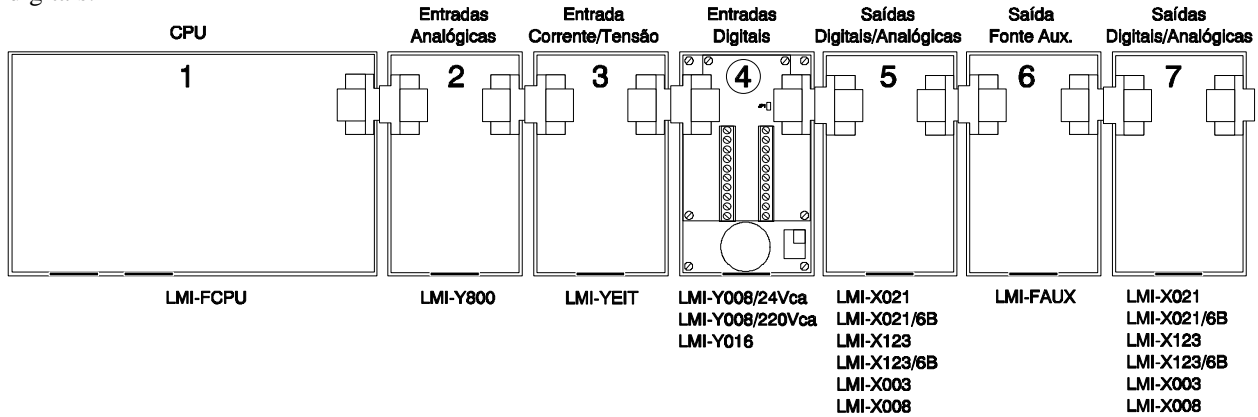 CPU
Entradas
Analógicas
Entrada
Corrente/Tensão
Entradas
Digitais
Saídas
Digitais/Analógicas
Saída
Fonte Aux.
Saídas
Digitais/Analógicas
1
2
3
4
5
6
7
LMI-FCPU
LMI-Y800
LMI-YEIT
LMI-Y008/24Vca
LMI-Y008/220Vca
LMI-Y016
LMI-X021
LMI-X021/6B
LMI-X123
LMI-X123/6B
LMI-X003
LMI-X008
LMI-FAUX
LMI-X021
LMI-X021/6B
LMI-X123
LMI-X123/6B
LMI-X003
LMI-X008